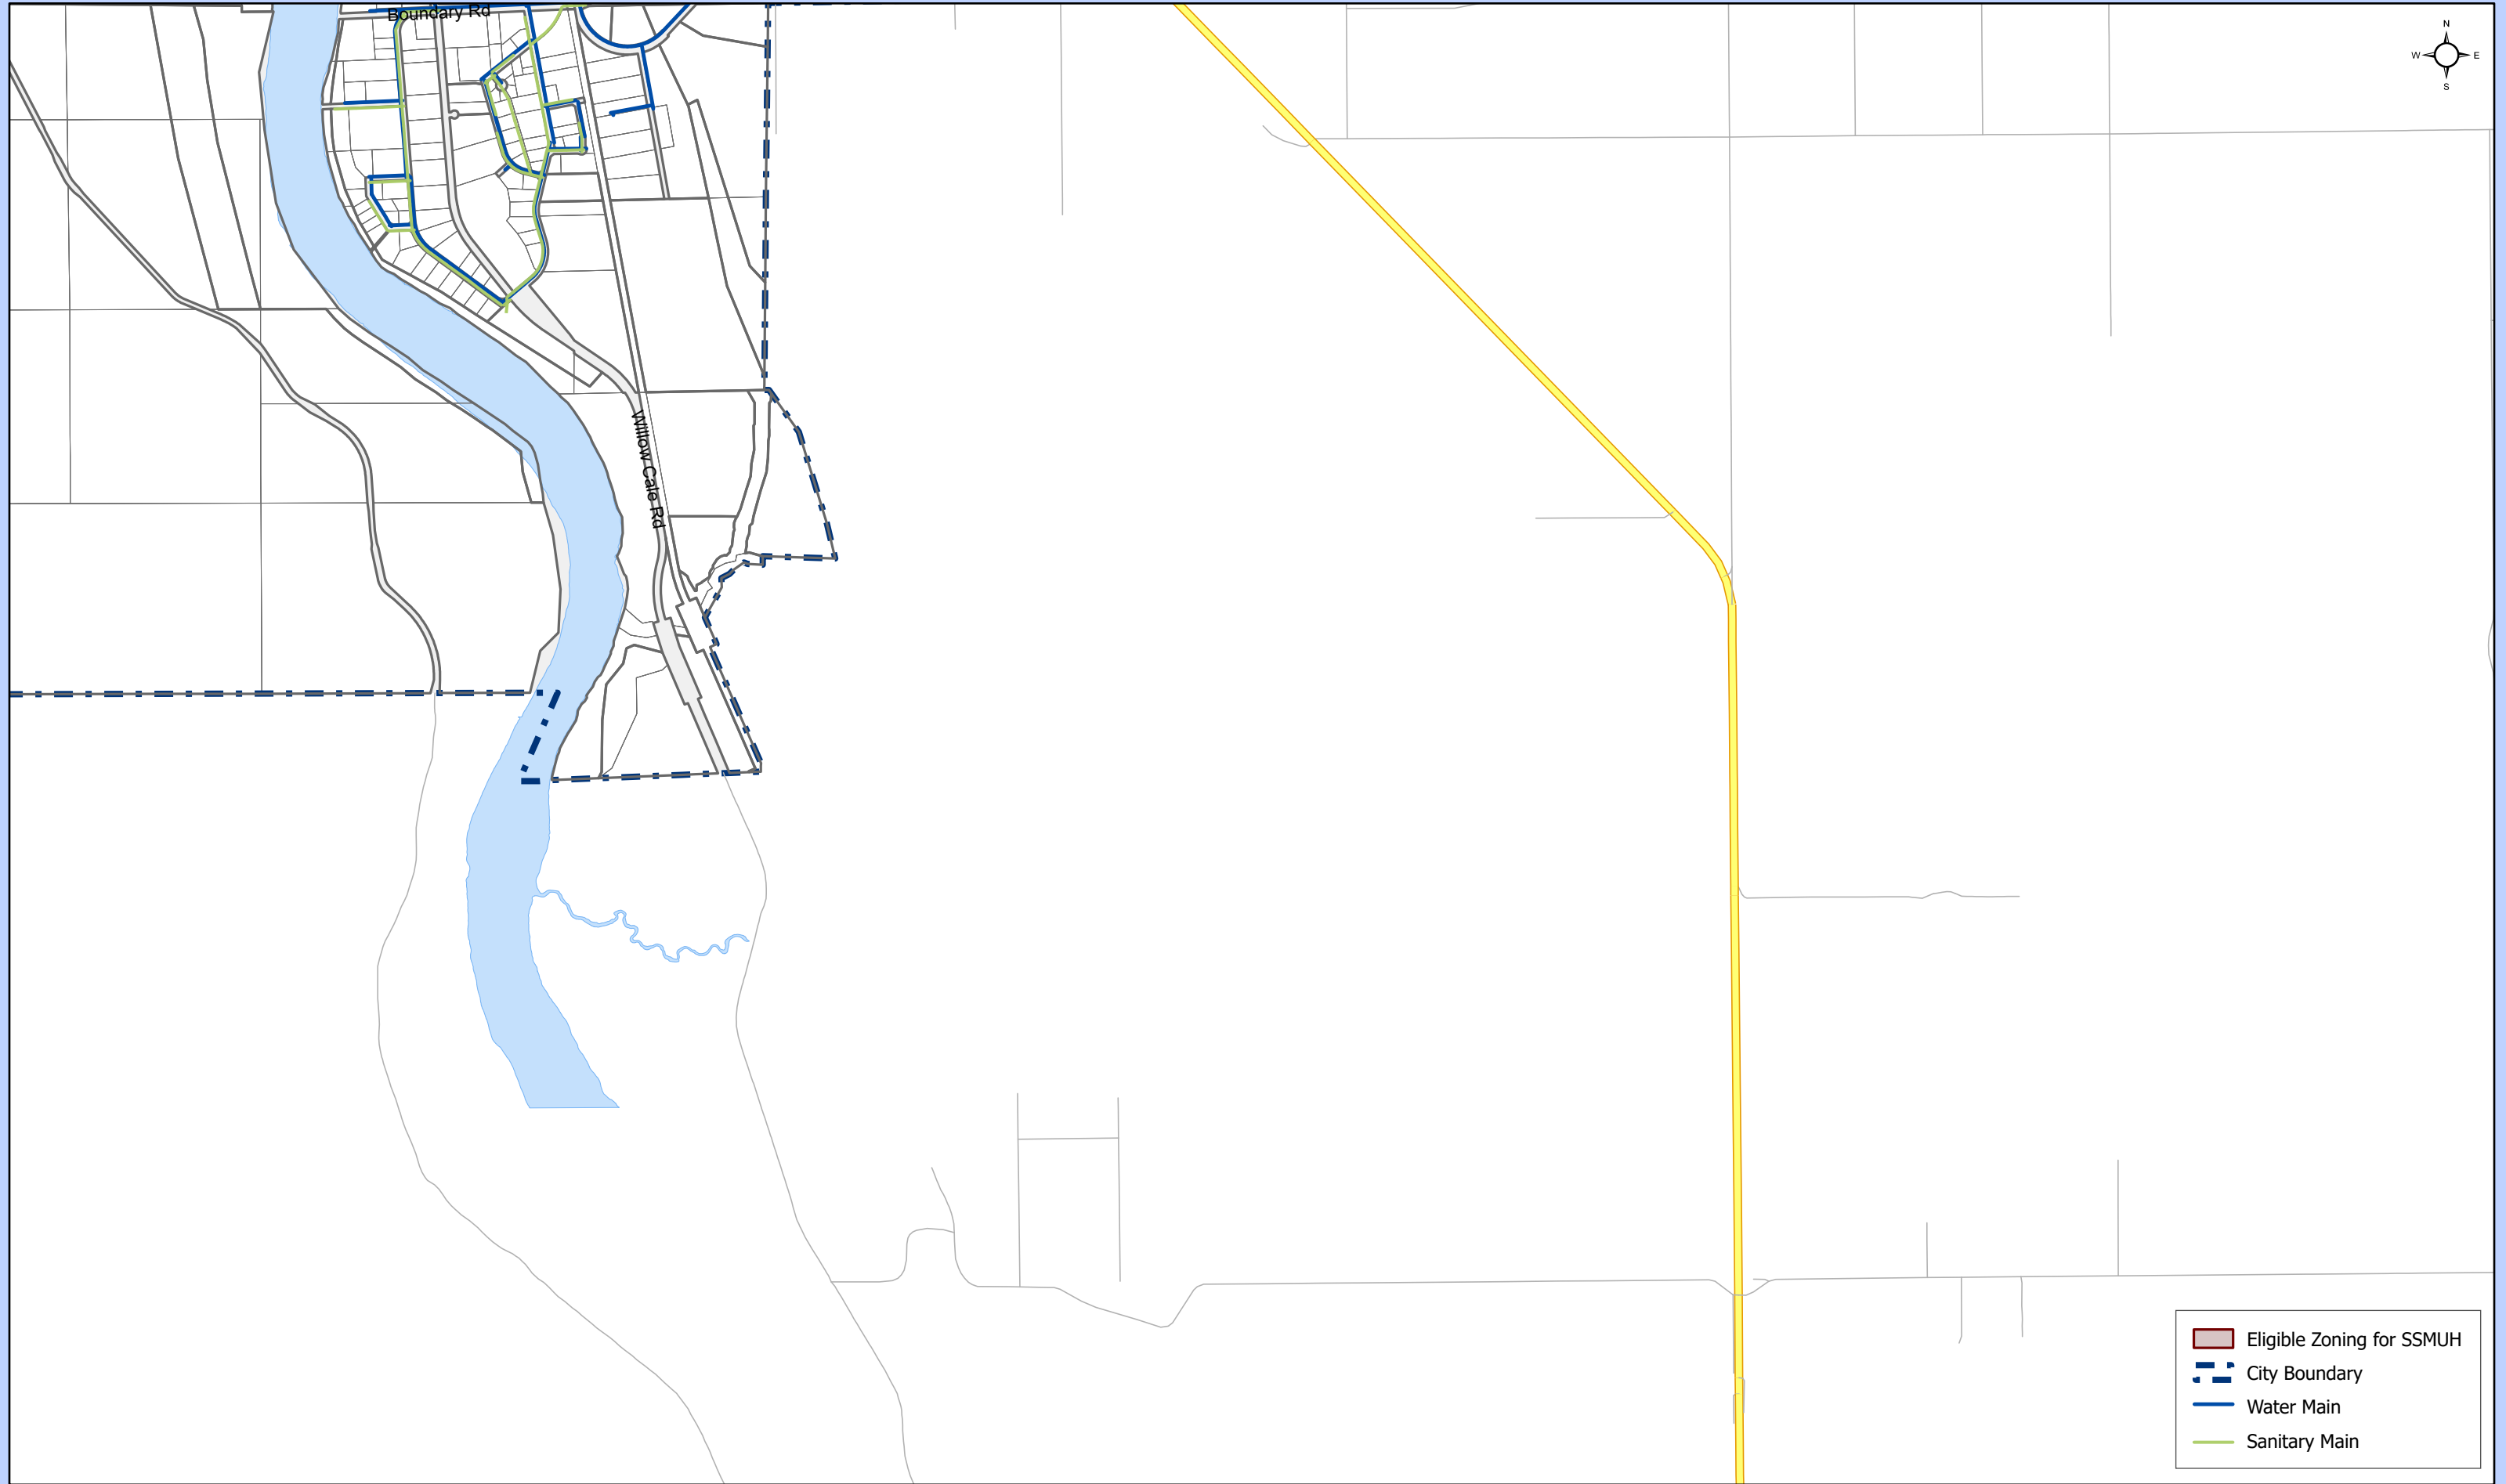 Boundary Rd
N
W E
S
Willow Cale Rd
Eligible Zoning for SSMUH
City Boundary
Water Main
Sanitary Main